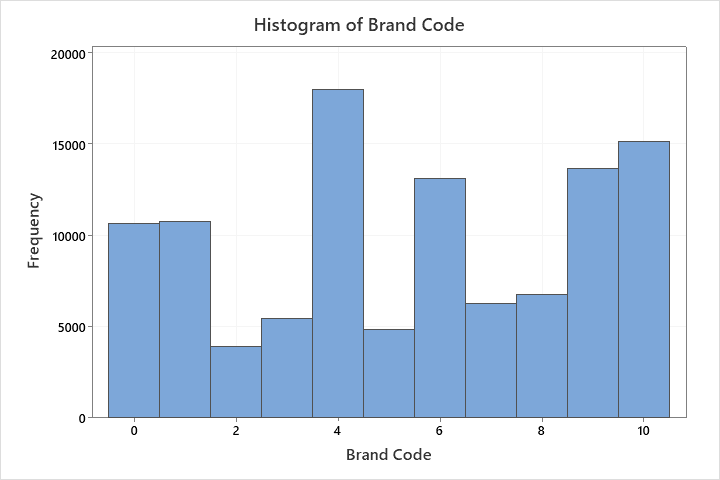 Histogram of Brand Code
20000
15000
10000
5000
0
Frequency
0 2 4 6 8 10
Brand Code